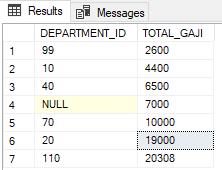 Results Messages
DEPARTMENT_ID TOTAL_GAJI
1 99 2600
2 10 4400
3 40 6500
4 NULL 7000
5 70 10000
6 20 19000
7 110 20308